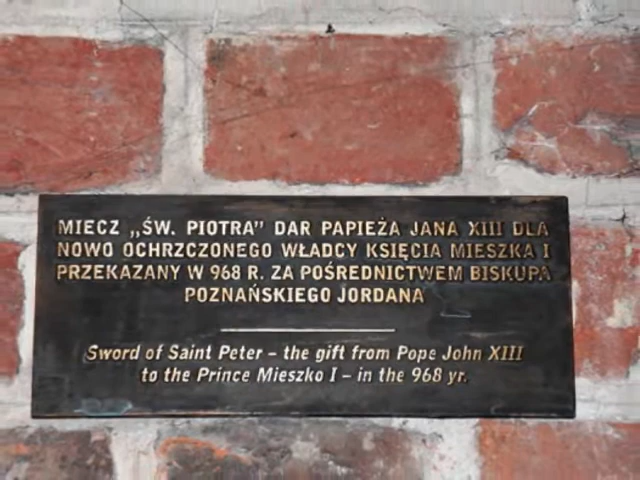 MIECZ „ŚW. PIOTRA” DAR PAPIEŻA JANA XIII DLA
NOWO OCHRZCZONEGO WŁADCY KSIĘCIA MIESZKA I
PRZEKAZANY W 968 R. ZA POŚREDNICTWEM BISKUPA
POZNAŃSKIEGO JORDANA
Sword of Saint Peter – the gift from Pope John XIII
to the Prince Mieszko I – in the 968 yr.